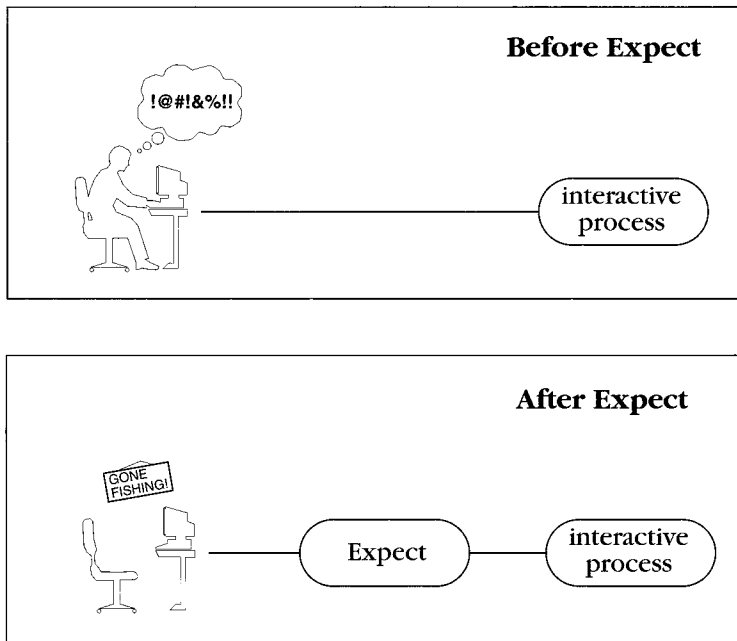 Before Expect
!@#!&%!!
interactive
process
After Expect
GONE
FISHING!
Expect
interactive
process